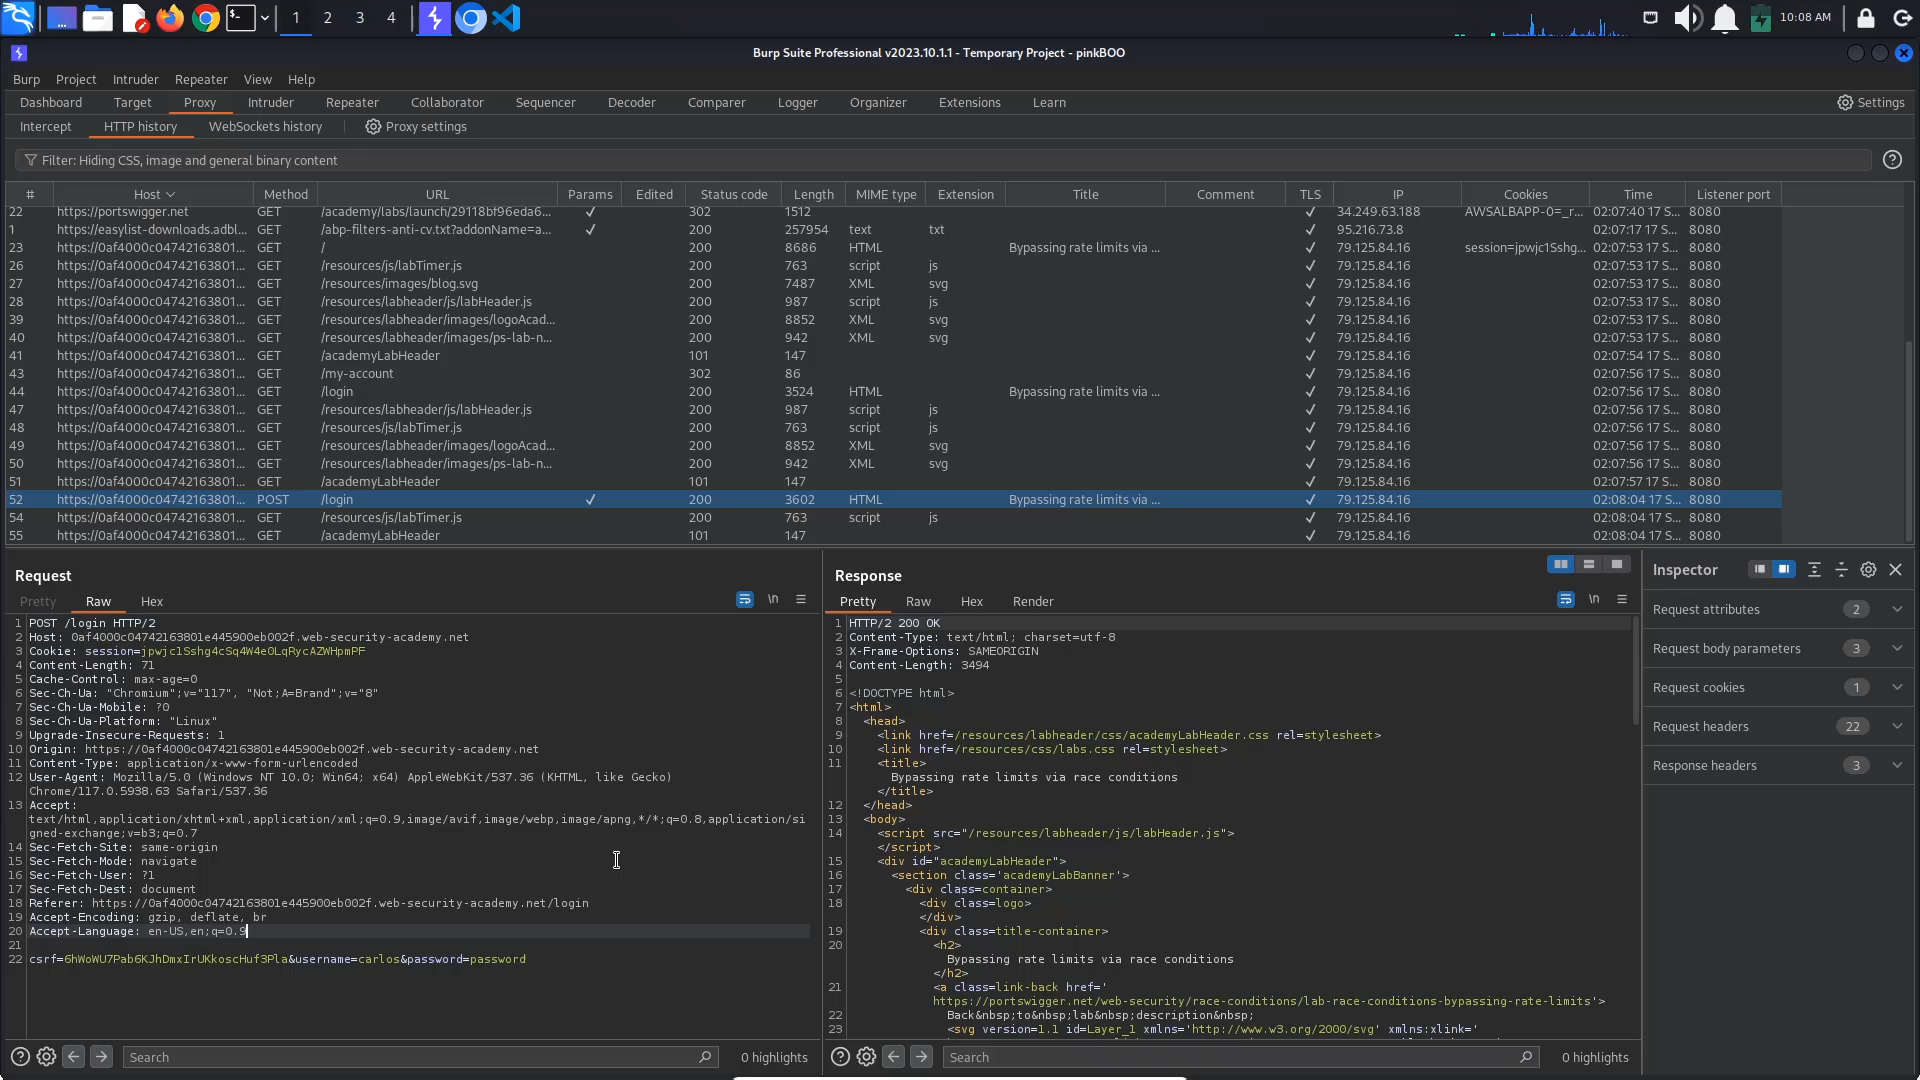 1 2 3 4 10:08 AM
Burp Suite Professional v2023.10.1.1 - Temporary Project - pinkBOO
Burp Project Intruder Repeater View Help
Dashboard Target Proxy Intruder Repeater Collaborator Sequencer Decoder Comparer Logger Organizer Extensions Learn Settings
Intercept HTTP history WebSockets history Proxy settings
Filter: Hiding CSS, image and general binary content
# Host Method URL Params Edited Status code Length MIME type Extension Title Comment TLS IP Cookies Time Listener port
22 https://portswigger.net GET /academy/labs/launch/29118bf96eda6... ✓ 302 1512 ✓ 34.249.63.188 AWSALBAPP-0=_r... 02:07:40 17 S... 8080
1 https://easylist-downloads.adbl... GET /abp-filters-anti-cv.txt?addonName=a... ✓ 200 257954 text txt ✓ 95.216.73.8 02:07:17 17 S... 8080
23 https://0af4000c04742163801... GET / 200 8686 HTML Bypassing rate limits via ... ✓ 79.125.84.16 session=jpwjc1Sshg... 02:07:53 17 S... 8080
26 https://0af4000c04742163801... GET /resources/js/labTimer.js 200 763 script js ✓ 79.125.84.16 02:07:53 17 S... 8080
27 https://0af4000c04742163801... GET /resources/images/blog.svg 200 7487 XML svg ✓ 79.125.84.16 02:07:53 17 S... 8080
28 https://0af4000c04742163801... GET /resources/labheader/js/labHeader.js 200 987 script js ✓ 79.125.84.16 02:07:53 17 S... 8080
39 https://0af4000c04742163801... GET /resources/labheader/images/logoAcad... 200 8852 XML svg ✓ 79.125.84.16 02:07:53 17 S... 8080
40 https://0af4000c04742163801... GET /resources/labheader/images/ps-lab-n... 200 942 XML svg ✓ 79.125.84.16 02:07:53 17 S... 8080
41 https://0af4000c04742163801... GET /academyLabHeader 101 147 ✓ 79.125.84.16 02:07:54 17 S... 8080
43 https://0af4000c04742163801... GET /my-account 302 86 ✓ 79.125.84.16 02:07:56 17 S... 8080
44 https://0af4000c04742163801... GET /login 200 3524 HTML Bypassing rate limits via ... ✓ 79.125.84.16 02:07:56 17 S... 8080
47 https://0af4000c04742163801... GET /resources/labheader/js/labHeader.js 200 987 script js ✓ 79.125.84.16 02:07:56 17 S... 8080
48 https://0af4000c04742163801... GET /resources/js/labTimer.js 200 763 script js ✓ 79.125.84.16 02:07:56 17 S... 8080
49 https://0af4000c04742163801... GET /resources/labheader/images/logoAcad... 200 8852 XML svg ✓ 79.125.84.16 02:07:56 17 S... 8080
50 https://0af4000c04742163801... GET /resources/labheader/images/ps-lab-n... 200 942 XML svg ✓ 79.125.84.16 02:07:56 17 S... 8080
51 https://0af4000c04742163801... GET /academyLabHeader 101 147 ✓ 79.125.84.16 02:07:57 17 S... 8080
52 https://0af4000c04742163801... POST /login ✓ 200 3602 HTML Bypassing rate limits via ... ✓ 79.125.84.16 02:08:04 17 S... 8080
54 https://0af4000c04742163801... GET /resources/js/labTimer.js 200 763 script js ✓ 79.125.84.16 02:08:04 17 S... 8080
55 https://0af4000c04742163801... GET /academyLabHeader 101 147 ✓ 79.125.84.16 02:08:04 17 S... 8080
Request
Pretty Raw Hex \n
1 POST /login HTTP/2
2 Host: 0af4000c04742163801e445900eb002f.web-security-academy.net
3 Cookie: session=jpwjc1Sshg4cSq4W4e0LqRycAZWHpmPF
4 Content-Length: 71
5 Cache-Control: max-age=0
6 Sec-Ch-Ua: "Chromium";v="117", "Not;A=Brand";v="8"
7 Sec-Ch-Ua-Mobile: ?0
8 Sec-Ch-Ua-Platform: "Linux"
9 Upgrade-Insecure-Requests: 1
10 Origin: https://0af4000c04742163801e445900eb002f.web-security-academy.net
11 Content-Type: application/x-www-form-urlencoded
12 User-Agent: Mozilla/5.0 (Windows NT 10.0; Win64; x64) AppleWebKit/537.36 (KHTML, like Gecko)
Chrome/117.0.5938.63 Safari/537.36
13 Accept:
text/html,application/xhtml+xml,application/xml;q=0.9,image/avif,image/webp,image/apng,*/*;q=0.8,application/si
gned-exchange;v=b3;q=0.7
14 Sec-Fetch-Site: same-origin
15 Sec-Fetch-Mode: navigate
16 Sec-Fetch-User: ?1
17 Sec-Fetch-Dest: document
18 Referer: https://0af4000c04742163801e445900eb002f.web-security-academy.net/login
19 Accept-Encoding: gzip, deflate, br
20 Accept-Language: en-US,en;q=0.9
21
22 csrf=6hWoWU7Pab6KJhDmxIrUKkoscHuf3Pla&username=carlos&password=password
Search 0 highlights
Response
Pretty Raw Hex Render \n
1 HTTP/2 200 OK
2 Content-Type: text/html; charset=utf-8
3 X-Frame-Options: SAMEORIGIN
4 Content-Length: 3494
5
6 <!DOCTYPE html>
7 <html>
8 <head>
9 <link href=/resources/labheader/css/academyLabHeader.css rel=stylesheet>
10 <link href=/resources/css/labs.css rel=stylesheet>
11 <title>
Bypassing rate limits via race conditions
</title>
12 </head>
13 <body>
14 <script src="/resources/labheader/js/labHeader.js">
</script>
15 <div id="academyLabHeader">
16 <section class='academyLabBanner'>
17 <div class=container>
18 <div class=logo>
</div>
19 <div class=title-container>
20 <h2>
Bypassing rate limits via race conditions
</h2>
21 <a class=link-back href='
https://portswigger.net/web-security/race-conditions/lab-race-conditions-bypassing-rate-limits'>
22 Back&nbsp;to&nbsp;lab&nbsp;description&nbsp;
23 <svg version=1.1 id=Layer_1 xmlns='http://www.w3.org/2000/svg' xmlns:xlink='
Search 0 highlights
Inspector
Request attributes 2
Request body parameters 3
Request cookies 1
Request headers 22
Response headers 3